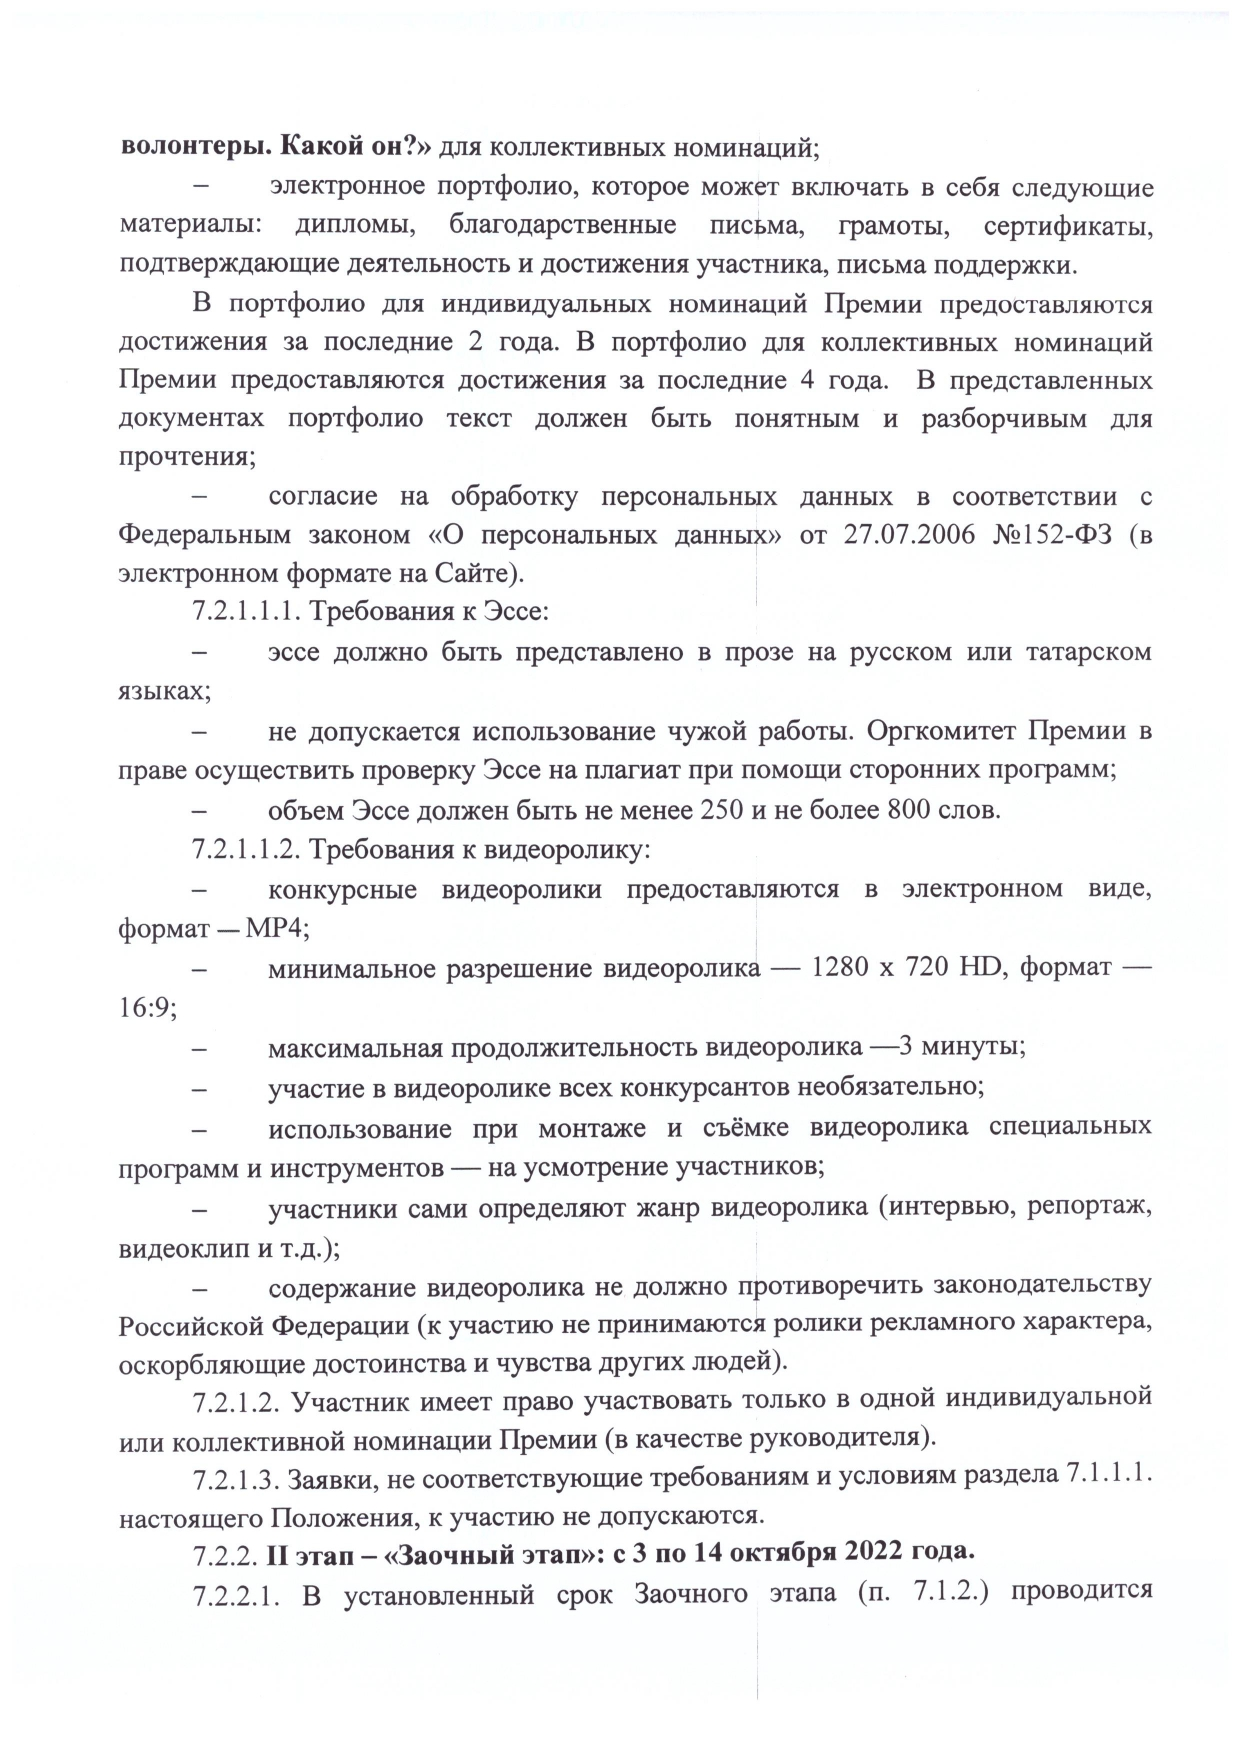 волонтеры. Какой он?» для коллективных номинаций;
– электронное портфолио, которое может включать в себя следующие
материалы: дипломы, благодарственные письма, грамоты, сертификаты,
подтверждающие деятельность и достижения участника, письма поддержки.
В портфолио для индивидуальных номинаций Премии предоставляются
достижения за последние 2 года. В портфолио для коллективных номинаций
Премии предоставляются достижения за последние 4 года. В представленных
документах портфолио текст должен быть понятным и разборчивым для
прочтения;
– согласие на обработку персональных данных в соответствии с
Федеральным законом «О персональных данных» от 27.07.2006 №152-ФЗ (в
электронном формате на Сайте).
7.2.1.1.1. Требования к Эссе:
– эссе должно быть представлено в прозе на русском или татарском
языках;
– не допускается использование чужой работы. Оргкомитет Премии в
праве осуществить проверку Эссе на плагиат при помощи сторонних программ;
– объем Эссе должен быть не менее 250 и не более 800 слов.
7.2.1.1.2. Требования к видеоролику:
– конкурсные видеоролики предоставляются в электронном виде,
формат — MP4;
– минимальное разрешение видеоролика — 1280 x 720 HD, формат —
16:9;
– максимальная продолжительность видеоролика —3 минуты;
– участие в видеоролике всех конкурсантов необязательно;
– использование при монтаже и съёмке видеоролика специальных
программ и инструментов — на усмотрение участников;
– участники сами определяют жанр видеоролика (интервью, репортаж,
видеоклип и т.д.);
– содержание видеоролика не должно противоречить законодательству
Российской Федерации (к участию не принимаются ролики рекламного характера,
оскорбляющие достоинства и чувства других людей).
7.2.1.2. Участник имеет право участвовать только в одной индивидуальной
или коллективной номинации Премии (в качестве руководителя).
7.2.1.3. Заявки, не соответствующие требованиям и условиям раздела 7.1.1.1.
настоящего Положения, к участию не допускаются.
7.2.2. II этап – «Заочный этап»: с 3 по 14 октября 2022 года.
7.2.2.1. В установленный срок Заочного этапа (п. 7.1.2.) проводится